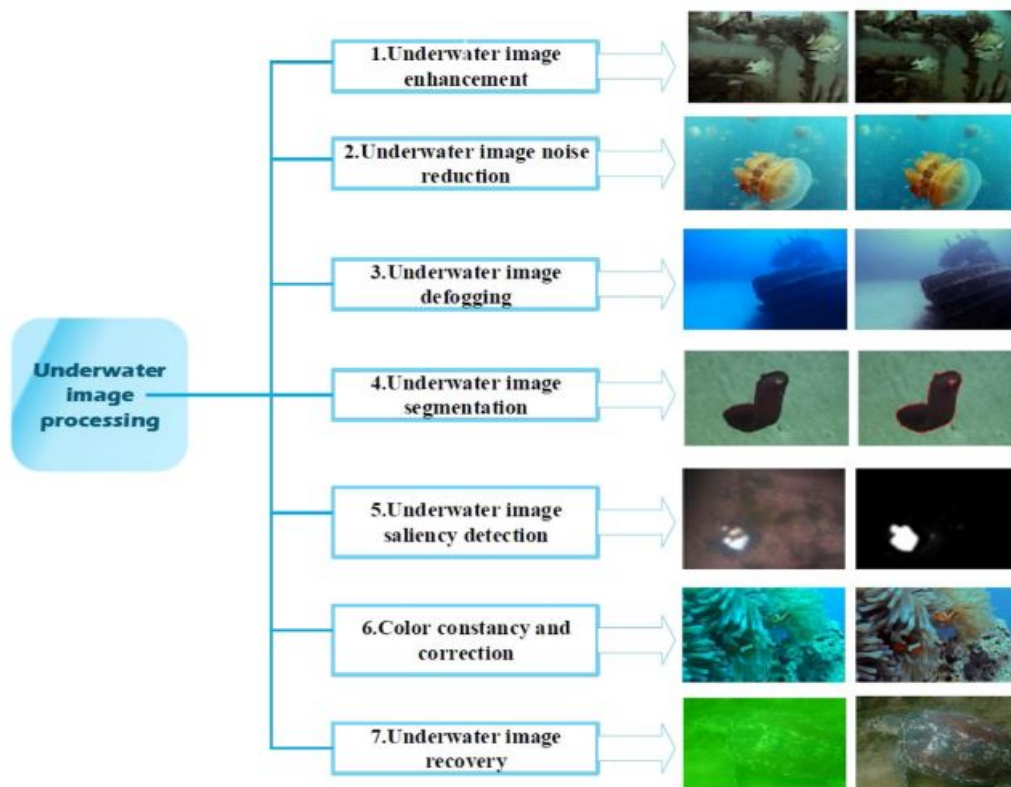 1.Underwater image
enhancement
2.Underwater image noise
reduction
3.Underwater image
defogging
Underwater
image
processing
4.Underwater image
segmentation
5.Underwater image
saliency detection
6.Color constancy and
correction
7.Underwater image
recovery